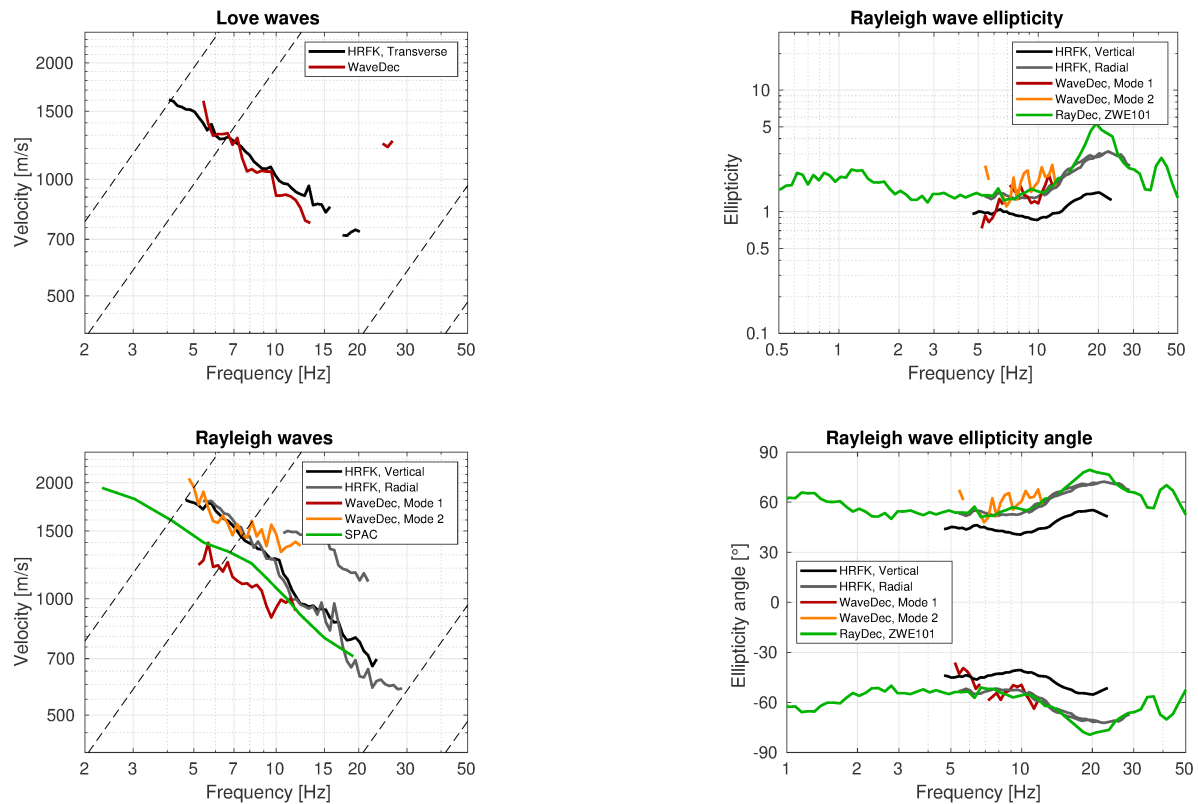 Love waves
HRFK, Transverse
WaveDec
2000
1500
1000
700
500
Velocity [m/s]
2 3 5 7 10 15 20 30 50
Frequency [Hz]
Rayleigh wave ellipticity
HRFK, Vertical
HRFK, Radial
WaveDec, Mode 1
WaveDec, Mode 2
RayDec, ZWE101
10
5
2
1
0.5
0.1
Ellipticity
0.5 1 2 3 5 10 20 30 50
Frequency [Hz]
Rayleigh waves
HRFK, Vertical
HRFK, Radial
WaveDec, Mode 1
WaveDec, Mode 2
SPAC
2000
1500
1000
700
500
Velocity [m/s]
2 3 5 7 10 15 20 30 50
Frequency [Hz]
Rayleigh wave ellipticity angle
90
60
30
0
-30
-60
-90
Ellipticity angle [°]
HRFK, Vertical
HRFK, Radial
WaveDec, Mode 1
WaveDec, Mode 2
RayDec, ZWE101
1 2 3 5 10 20 30 50
Frequency [Hz]